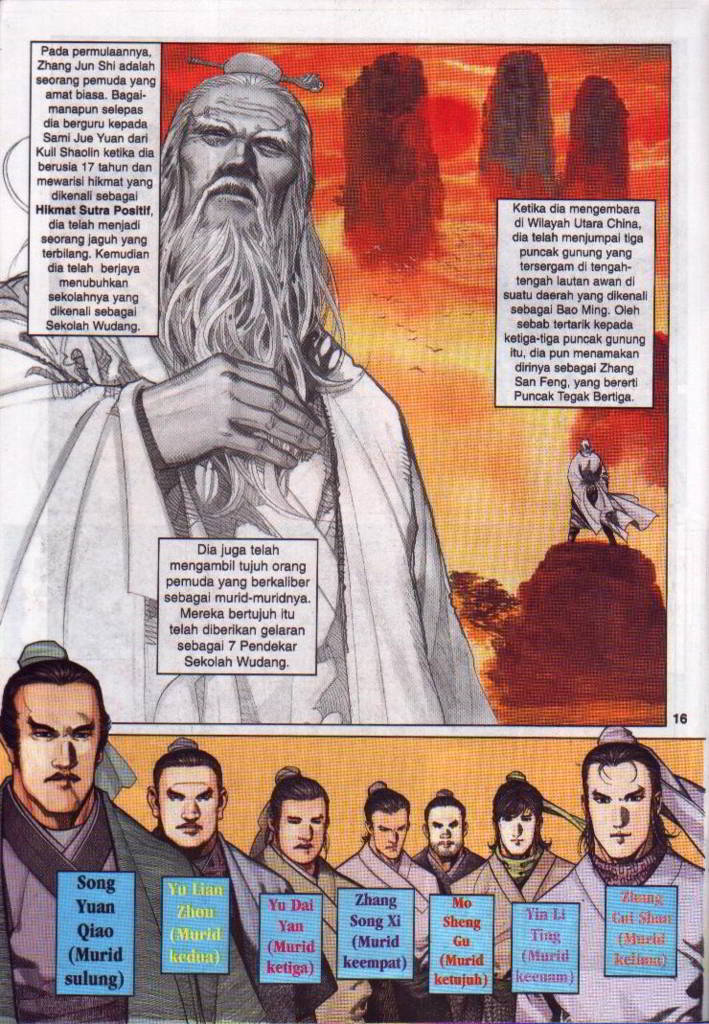 Pada permulaannya,
Zhang Jun Shi adalah
seorang pemuda yang
amat biasa. Bagai-
manapun selepas
dia berguru kepada
Sami Jue Yuan dari
Kuil Shaolin ketika dia
berusia 17 tahun dan
mewarisi hikmat yang
dikenali sebagai
Hikmat Sutra Positif,
dia telah menjadi
seorang jaguh yang
terbilang. Kemudian
dia telah berjaya
menubuhkan
sekolahnya yang
dikenali sebagai
Sekolah Wudang.
Ketika dia mengembara
di Wilayah Utara China,
dia telah menjumpai tiga
puncak gunung yang
tersergam di tengah-
tengah lautan awan di
suatu daerah yang dikenali
sebagai Bao Ming. Oleh
sebab tertarik kepada
ketiga-tiga puncak gunung
itu, dia pun menamakan
dirinya sebagai Zhang
San Feng, yang bererti
Puncak Tegak Bertiga.
Dia juga telah
mengambil tujuh orang
pemuda yang berkaliber
sebagai murid-muridnya.
Mereka bertujuh itu
telah diberikan gelaran
sebagai 7 Pendekar
Sekolah Wudang.
16
Song
Yuan
Qiao
(Murid
sulung)
Yu Lian
Zhou
(Murid
kedua)
Yu Dai
Yan
(Murid
ketiga)
Zhang
Song Xi
(Murid
keempat)
Mo
Sheng
Gu
(Murid
ketujuh)
Yin Li
Ting
(Murid
keenam)
Zhang
Cui Shan
(Murid
kelima)